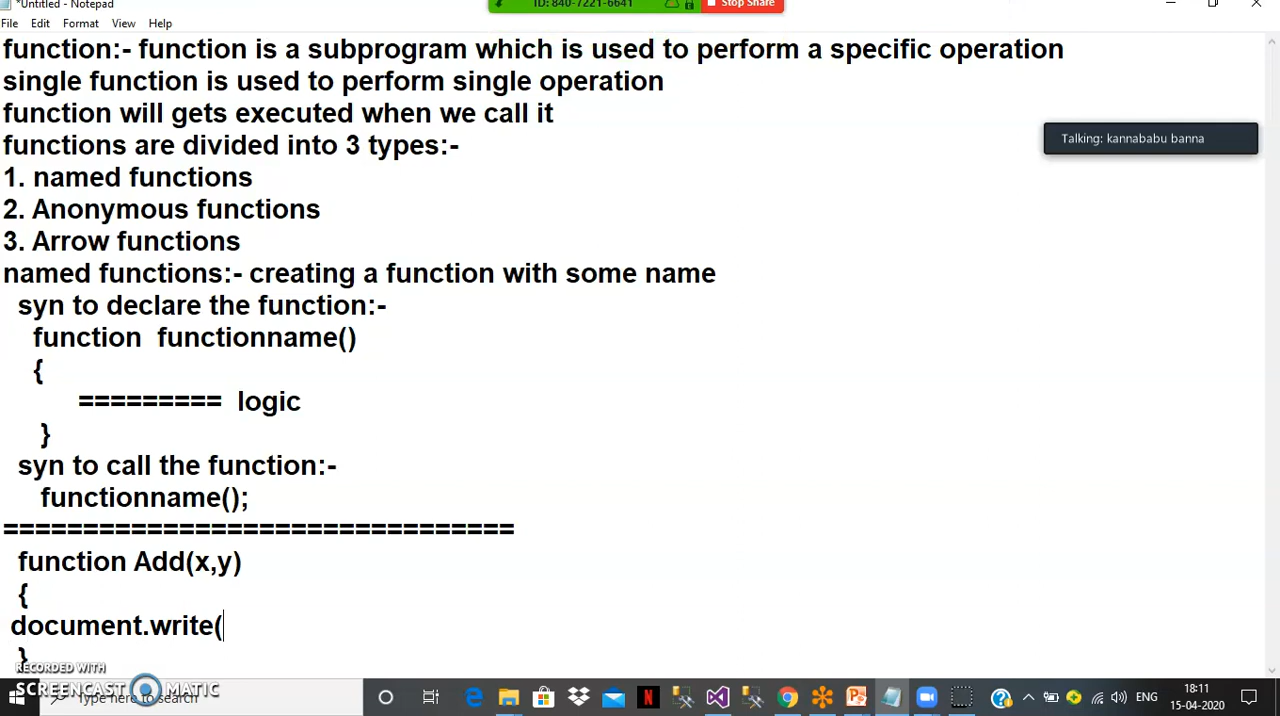 *Untitled - Notepad
ID: 840-7221-6641
Stop Share
File Edit Format View Help
function:- function is a subprogram which is used to perform a specific operation
single function is used to perform single operation
function will gets executed when we call it
Talking: kannababu banna
functions are divided into 3 types:-
1. named functions
2. Anonymous functions
3. Arrow functions
named functions:- creating a function with some name
syn to declare the function:-
function functionname()
{
========= logic
}
syn to call the function:-
functionname();
================================
function Add(x,y)
{
document.write(
}
RECORDED WITH
SCREENCAST MATIC
Type here to search
ENG
18:11
15-04-2020